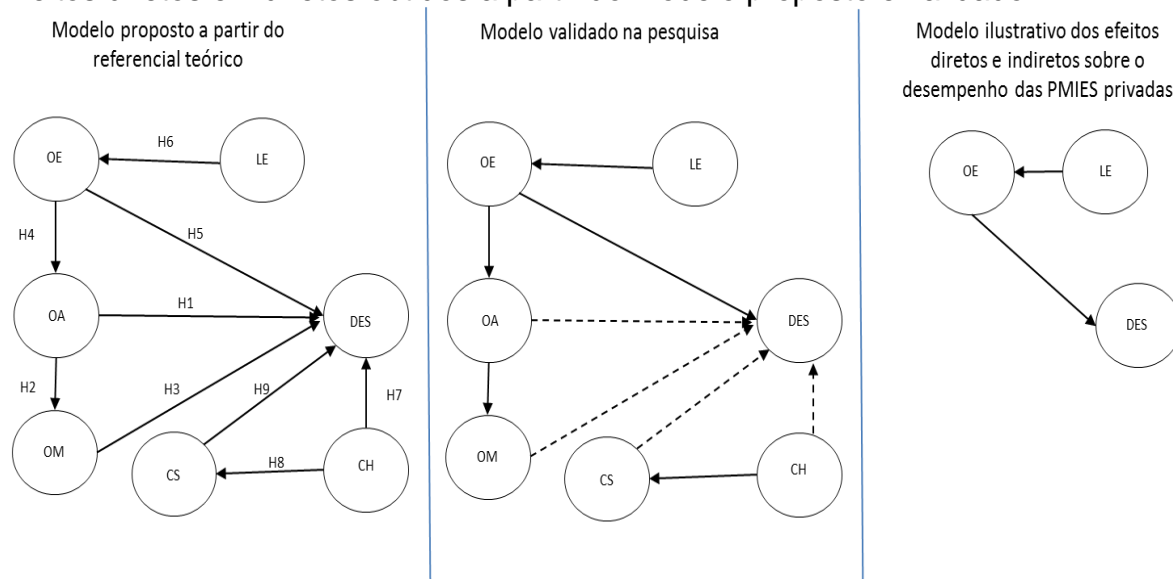 Modelo proposto a partir do
referencial teórico
OE
H6
LE
H4
H5
OA
H1
DES
H2
H3
H9
H7
OM
CS
H8
CH
Modelo validado na pesquisa
OE
LE
OA
DES
OM
CS
CH
Modelo ilustrativo dos efeitos
diretos e indiretos sobre o
desempenho das PMIES privadas
OE
LE
DES